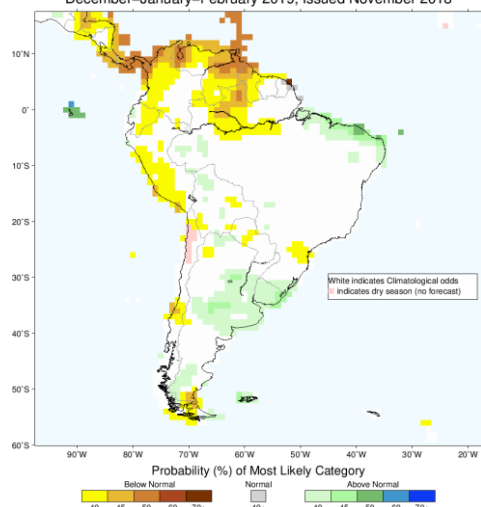 December–January–February 2019, Issued November 2018
10˚N
0˚
10˚S
20˚S
30˚S
40˚S
50˚S
60˚S
White indicates Climatological odds
indicates dry season (no forecast)
90˚W 80˚W 70˚W 60˚W 50˚W 40˚W 30˚W 20˚W
Probability (%) of Most Likely Category
Below Normal Normal Above Normal